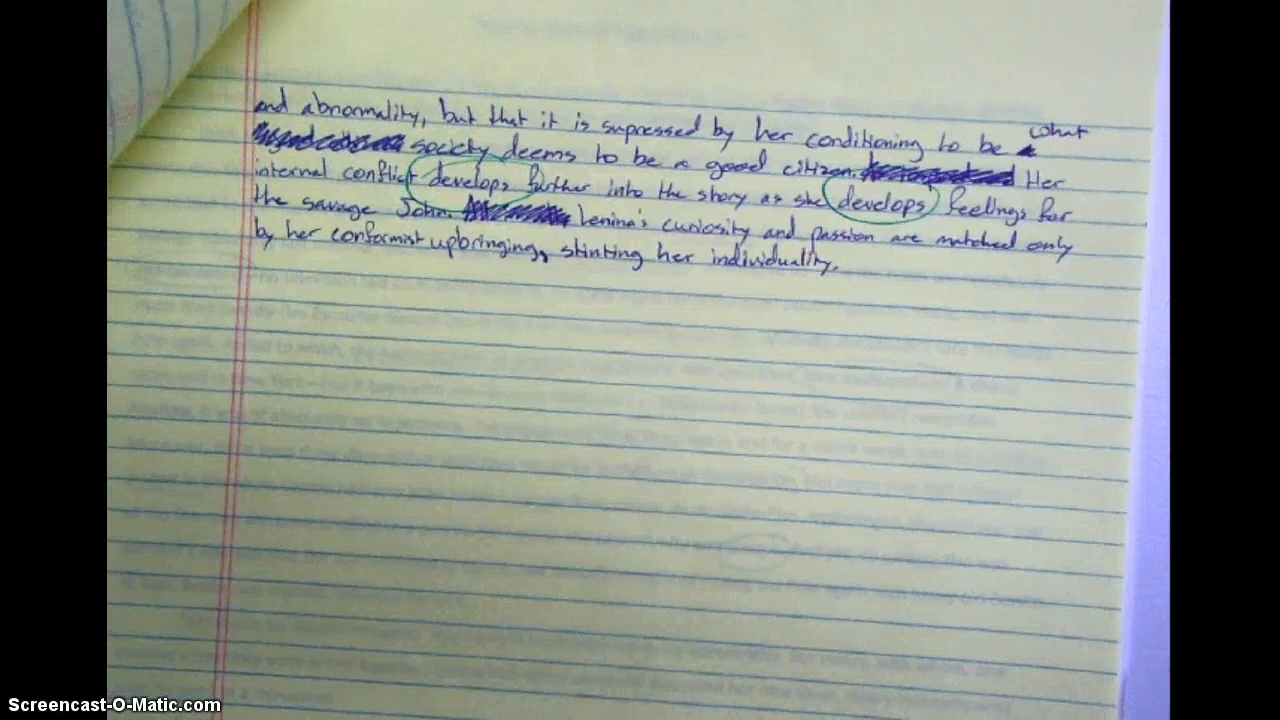 and abnormality, but that it is supressed by her conditioning to be what
society deems to be a good citizen. Her
internal conflict develops further into the story as she develops feelings for
the savage John. Lenina's curiosity and passion are matched only
by her conformist upbringing, stinting her individuality.
Screencast-O-Matic.com